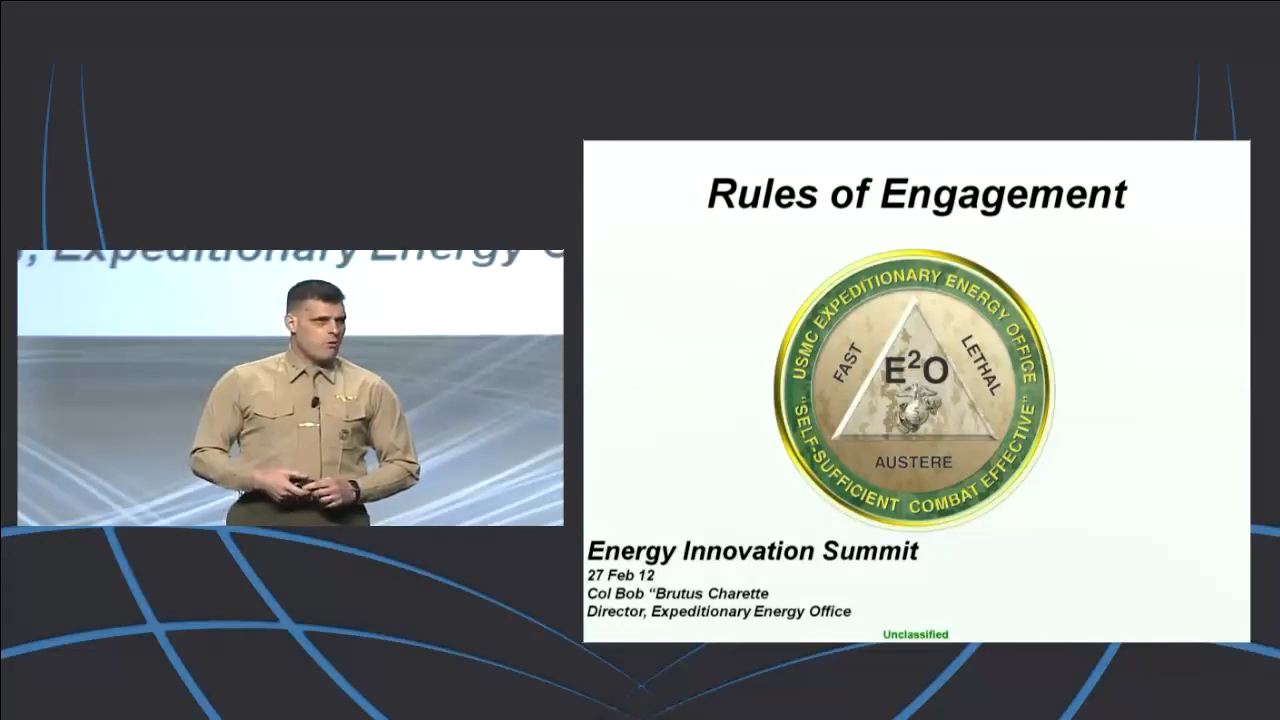 , Expeditionary Energy O
Rules of Engagement
USMC EXPEDITIONARY ENERGY OFFICE
FAST
LETHAL
E²O
AUSTERE
"SELF-SUFFICIENT COMBAT EFFECTIVE"
Energy Innovation Summit
27 Feb 12
Col Bob “Brutus Charette
Director, Expeditionary Energy Office
Unclassified